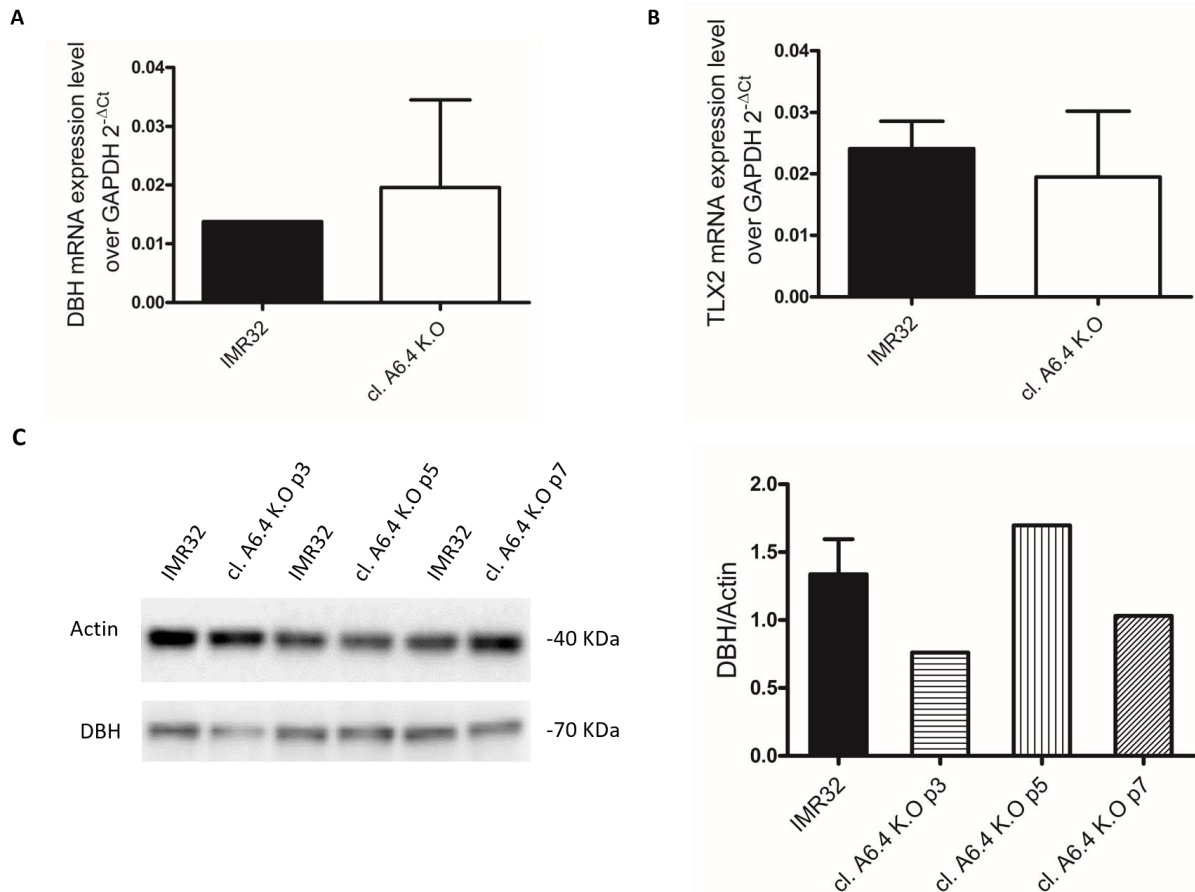 A
DBH mRNA expression level
over GAPDH 2-ΔCt
0.04
0.03
0.02
0.01
0.00
IMR32
cl. A6.4 K.O
B
TLX2 mRNA expression level
over GAPDH 2-ΔCt
0.04
0.03
0.02
0.01
0.00
IMR32
cl. A6.4 K.O
C
IMR32
cl. A6.4 K.O p3
IMR32
cl. A6.4 K.O p5
IMR32
cl. A6.4 K.O p7
Actin
-40 KDa
DBH
-70 KDa
DBH/Actin
2.0
1.5
1.0
0.5
0.0
IMR32
cl. A6.4 K.O p3
cl. A6.4 K.O p5
cl. A6.4 K.O p7